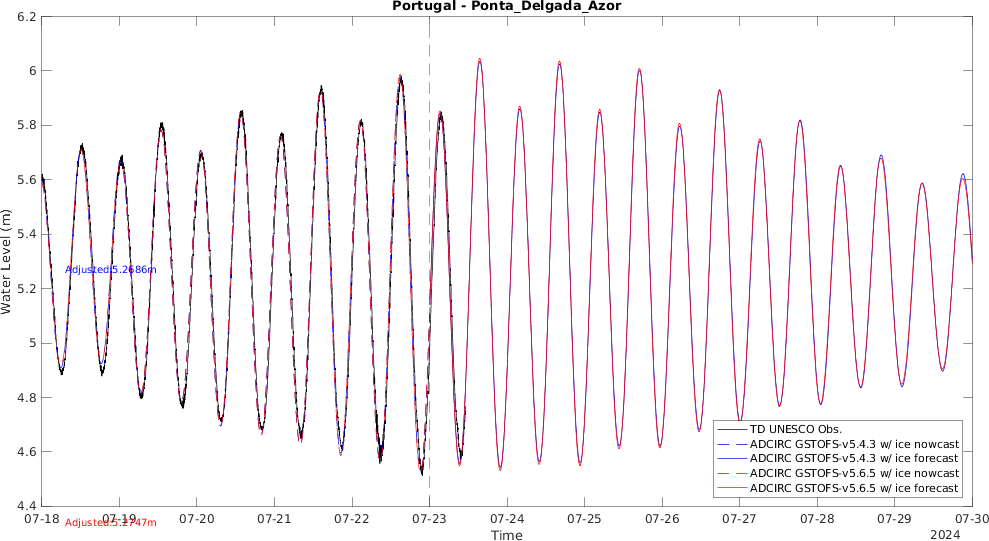 Portugal - Ponta_Delgada_Azor
6.2
6
5.8
5.6
5.4
5.2
5
4.8
4.6
4.4
Water Level (m)
Adjusted:5.2686m
Adjusted:5.2747m
TD UNESCO Obs.
ADCIRC GSTOFS-v5.4.3 w/ ice nowcast
ADCIRC GSTOFS-v5.4.3 w/ ice forecast
ADCIRC GSTOFS-v5.6.5 w/ ice nowcast
ADCIRC GSTOFS-v5.6.5 w/ ice forecast
07-18 07-19 07-20 07-21 07-22 07-23 07-24 07-25 07-26 07-27 07-28 07-29 07-30
Time
2024